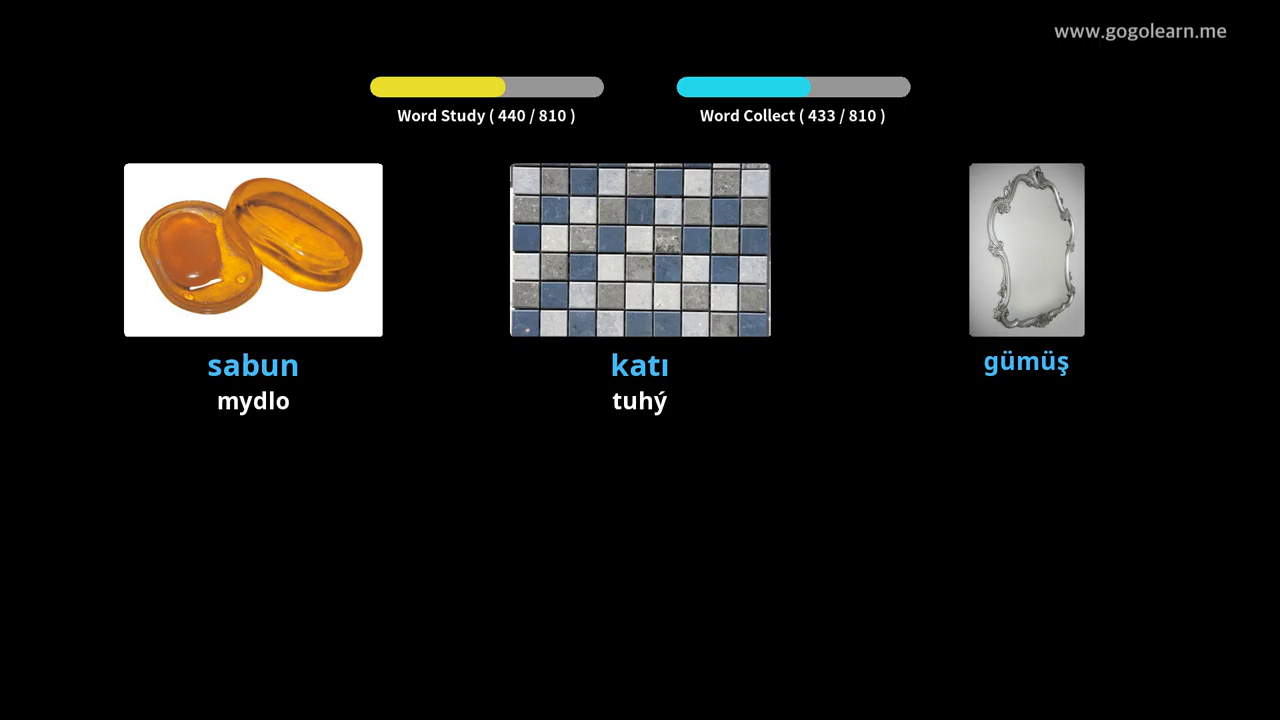 www.gogolearn.me
Word Study ( 440 / 810 )
Word Collect ( 433 / 810 )
sabun
mydlo
katı
tuhý
gümüş